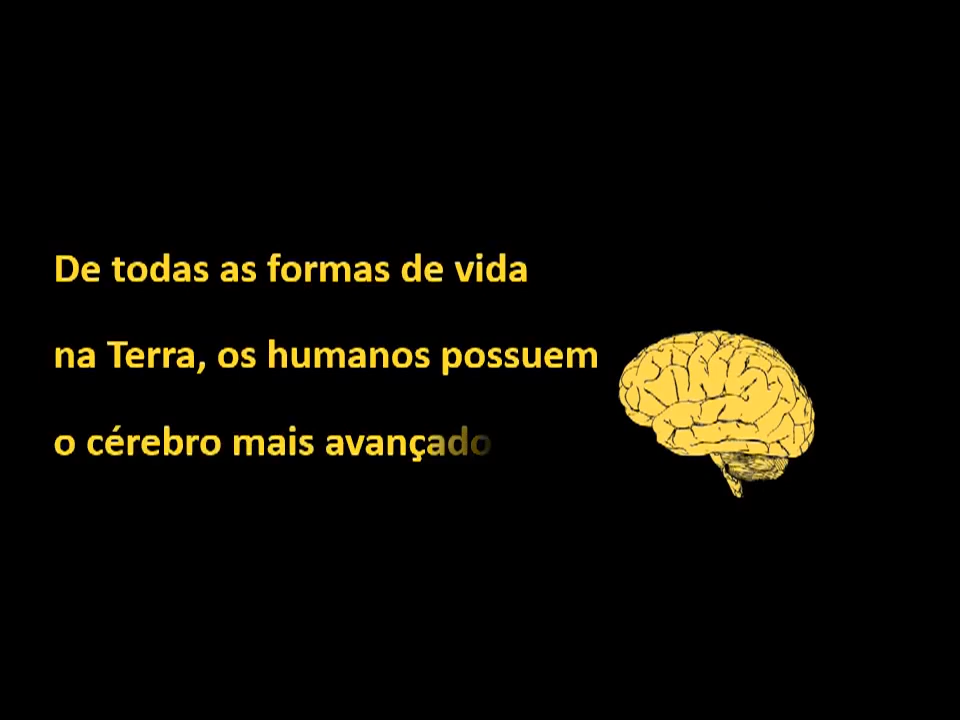 De todas as formas de vida
na Terra, os humanos possuem
o cérebro mais avançado